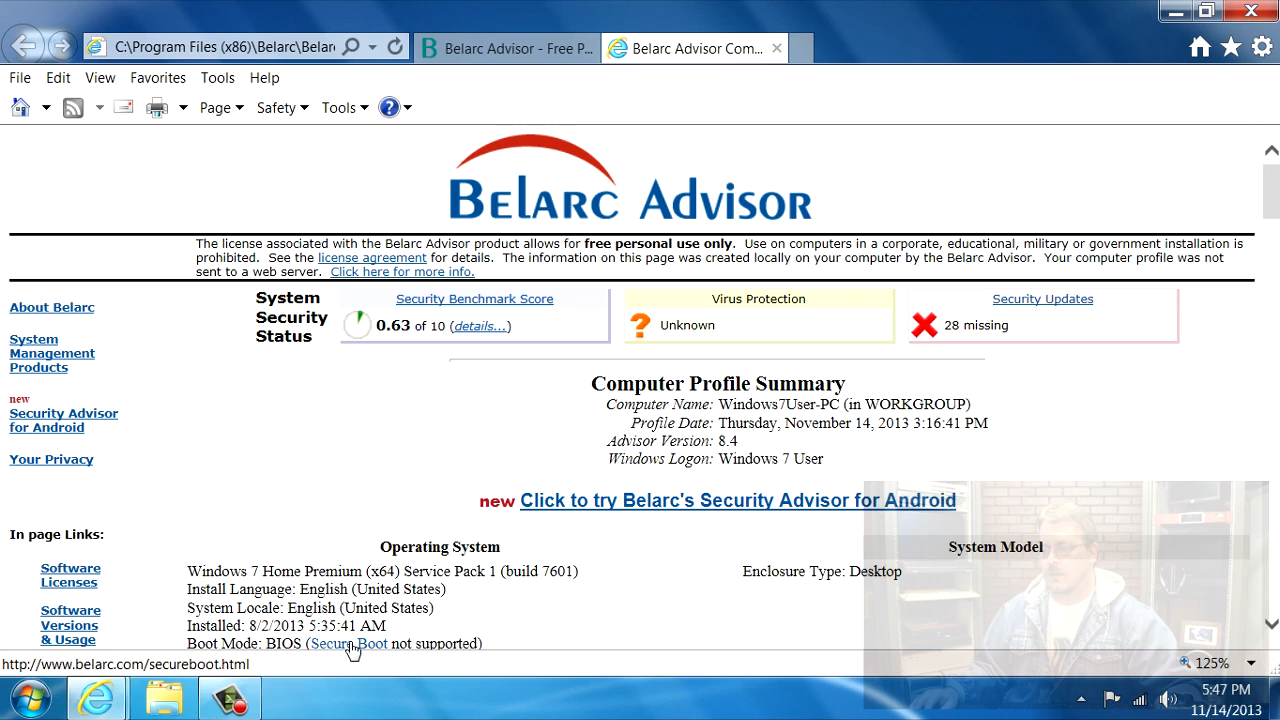 C:\Program Files (x86)\Belarc\Belar
Belarc Advisor - Free P...
Belarc Advisor Com...
File Edit View Favorites Tools Help
Page Safety Tools
BELARC ADVISOR
The license associated with the Belarc Advisor product allows for free personal use only. Use on computers in a corporate, educational, military or government installation is
prohibited. See the license agreement for details. The information on this page was created locally on your computer by the Belarc Advisor. Your computer profile was not
sent to a web server. Click here for more info.
About Belarc
System
Management
Products
new
Security Advisor
for Android
Your Privacy
In page Links:
Software
Licenses
Software
Versions
& Usage
System
Security
Status
Security Benchmark Score
0.63 of 10 (details...)
Virus Protection
Unknown
Security Updates
28 missing
Computer Profile Summary
Computer Name: Windows7User-PC (in WORKGROUP)
Profile Date: Thursday, November 14, 2013 3:16:41 PM
Advisor Version: 8.4
Windows Logon: Windows 7 User
new Click to try Belarc's Security Advisor for Android
Operating System
Windows 7 Home Premium (x64) Service Pack 1 (build 7601)
Install Language: English (United States)
System Locale: English (United States)
Installed: 8/2/2013 5:35:41 AM
Boot Mode: BIOS (Secure Boot not supported)
System Model
Enclosure Type: Desktop
http://www.belarc.com/secureboot.html
125%
5:47 PM
11/14/2013